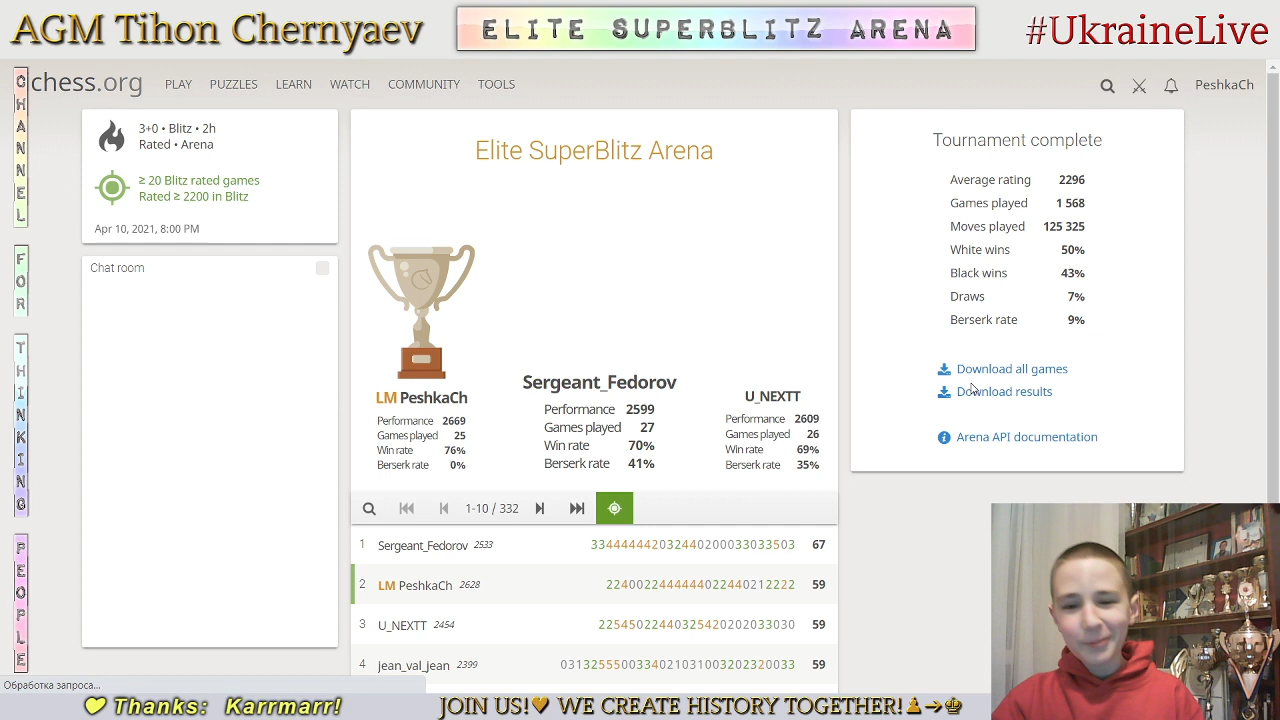 AGM Tihon Chernyaev
ELITE SUPERBLITZ ARENA
#UkraineLive
CHANNEL
FOR
THINKING
PEOPLE
chess.org
PLAY
PUZZLES
LEARN
WATCH
COMMUNITY
TOOLS
PeshkaCh
3+0 • Blitz • 2h
Rated • Arena
≥ 20 Blitz rated games
Rated ≥ 2200 in Blitz
Apr 10, 2021, 8:00 PM
Chat room
Elite SuperBlitz Arena
LM PeshkaCh
Performance 2669
Games played 25
Win rate 76%
Berserk rate 0%
Sergeant_Fedorov
Performance 2599
Games played 27
Win rate 70%
Berserk rate 41%
U_NEXTT
Performance 2609
Games played 26
Win rate 69%
Berserk rate 35%
1-10 / 332
1 Sergeant_Fedorov 2533 334444442032440200033033503 67
2 LM PeshkaCh 2628 2240022444444022440212222 59
3 U_NEXTT 2454 22545022440325420202033030 59
4 jean_val_jean 2399 0313255500334021031003202320033 59
Tournament complete
Average rating 2296
Games played 1 568
Moves played 125 325
White wins 50%
Black wins 43%
Draws 7%
Berserk rate 9%
Download all games
Download results
Arena API documentation
Обработка запроса...
Thanks: Karrmarr!
JOIN US!🧡 WE CREATE HISTORY TOGETHER!♟→♚